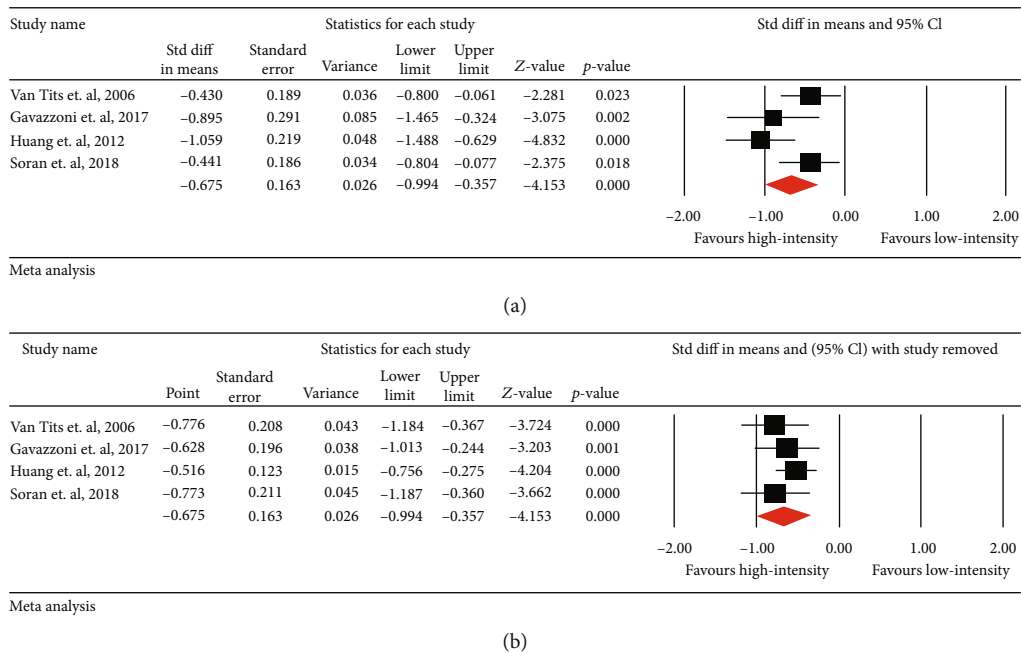 Study name Statistics for each study Std diff in means and 95% CI
Std diff in means Standard error Variance Lower limit Upper limit Z-value p-value
Van Tits et. al, 2006 −0.430 0.189 0.036 −0.800 −0.061 −2.281 0.023
Gavazzoni et al, 2017 −0.895 0.291 0.085 −1.465 −0.324 −3.075 0.002
Huang et. al, 2012 −1.059 0.219 0.048 −1.488 −0.629 −4.832 0.000
Soran et. al, 2018 −0.441 0.186 0.034 −0.804 −0.077 −2.375 0.018
−0.675 0.163 0.026 −0.994 −0.357 −4.153 0.000
−2.00 −1.00 0.00 1.00 2.00
Favours high-intensity Favours low-intensity
Meta analysis
(a)
Study name Statistics for each study Std diff in means and (95% CI) with study removed
Point Standard error Variance Lower limit Upper limit Z-value p-value
Van Tits et. al, 2006 −0.776 0.208 0.043 −1.184 −0.367 −3.724 0.000
Gavazzoni et. al, 2017 −0.628 0.196 0.038 −1.013 −0.244 −3.203 0.001
Huang et. al, 2012 −0.516 0.123 0.015 −0.756 −0.275 −4.204 0.000
Soran et. al, 2018 −0.773 0.211 0.045 −1.187 −0.360 −3.662 0.000
−0.675 0.163 0.026 −0.994 −0.357 −4.153 0.000
−2.00 −1.00 0.00 1.00 2.00
Favours high-intensity Favours low-intensity
Meta analysis
(b)